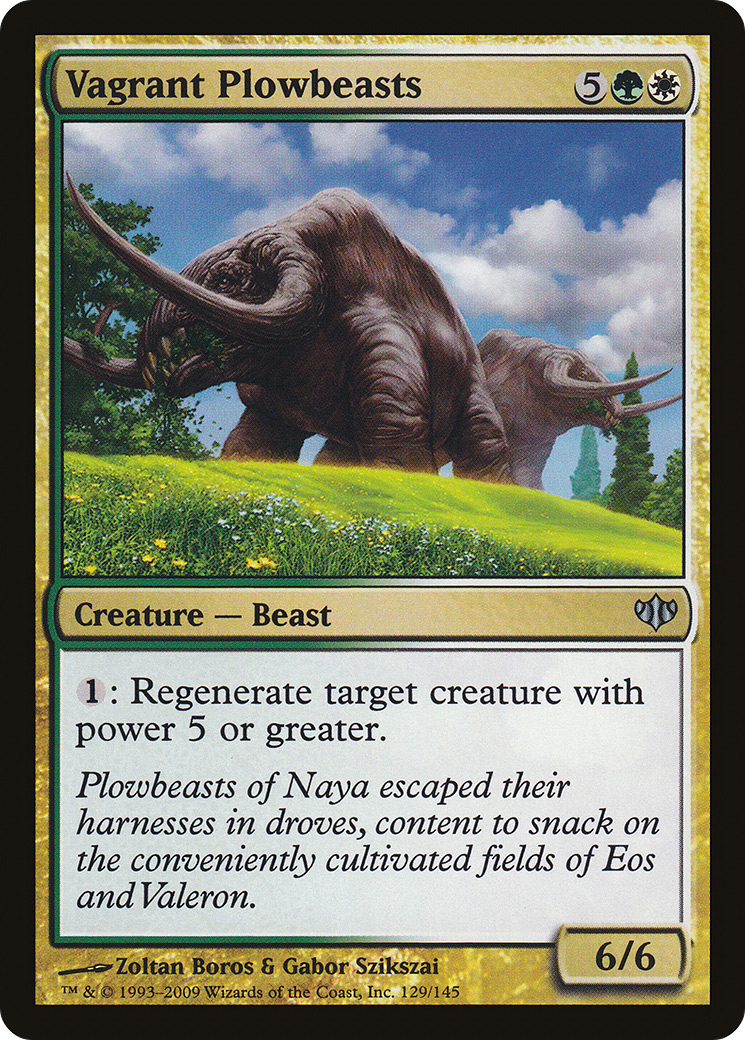 Vagrant Plowbeasts 5
Creature — Beast
1: Regenerate target creature with
power 5 or greater.
Plowbeasts of Naya escaped their
harnesses in droves, content to snack on
the conveniently cultivated fields of Eos
and Valeron.
6/6
Zoltan Boros & Gabor Szikszai
™ & © 1993–2009 Wizards of the Coast, Inc. 129/145